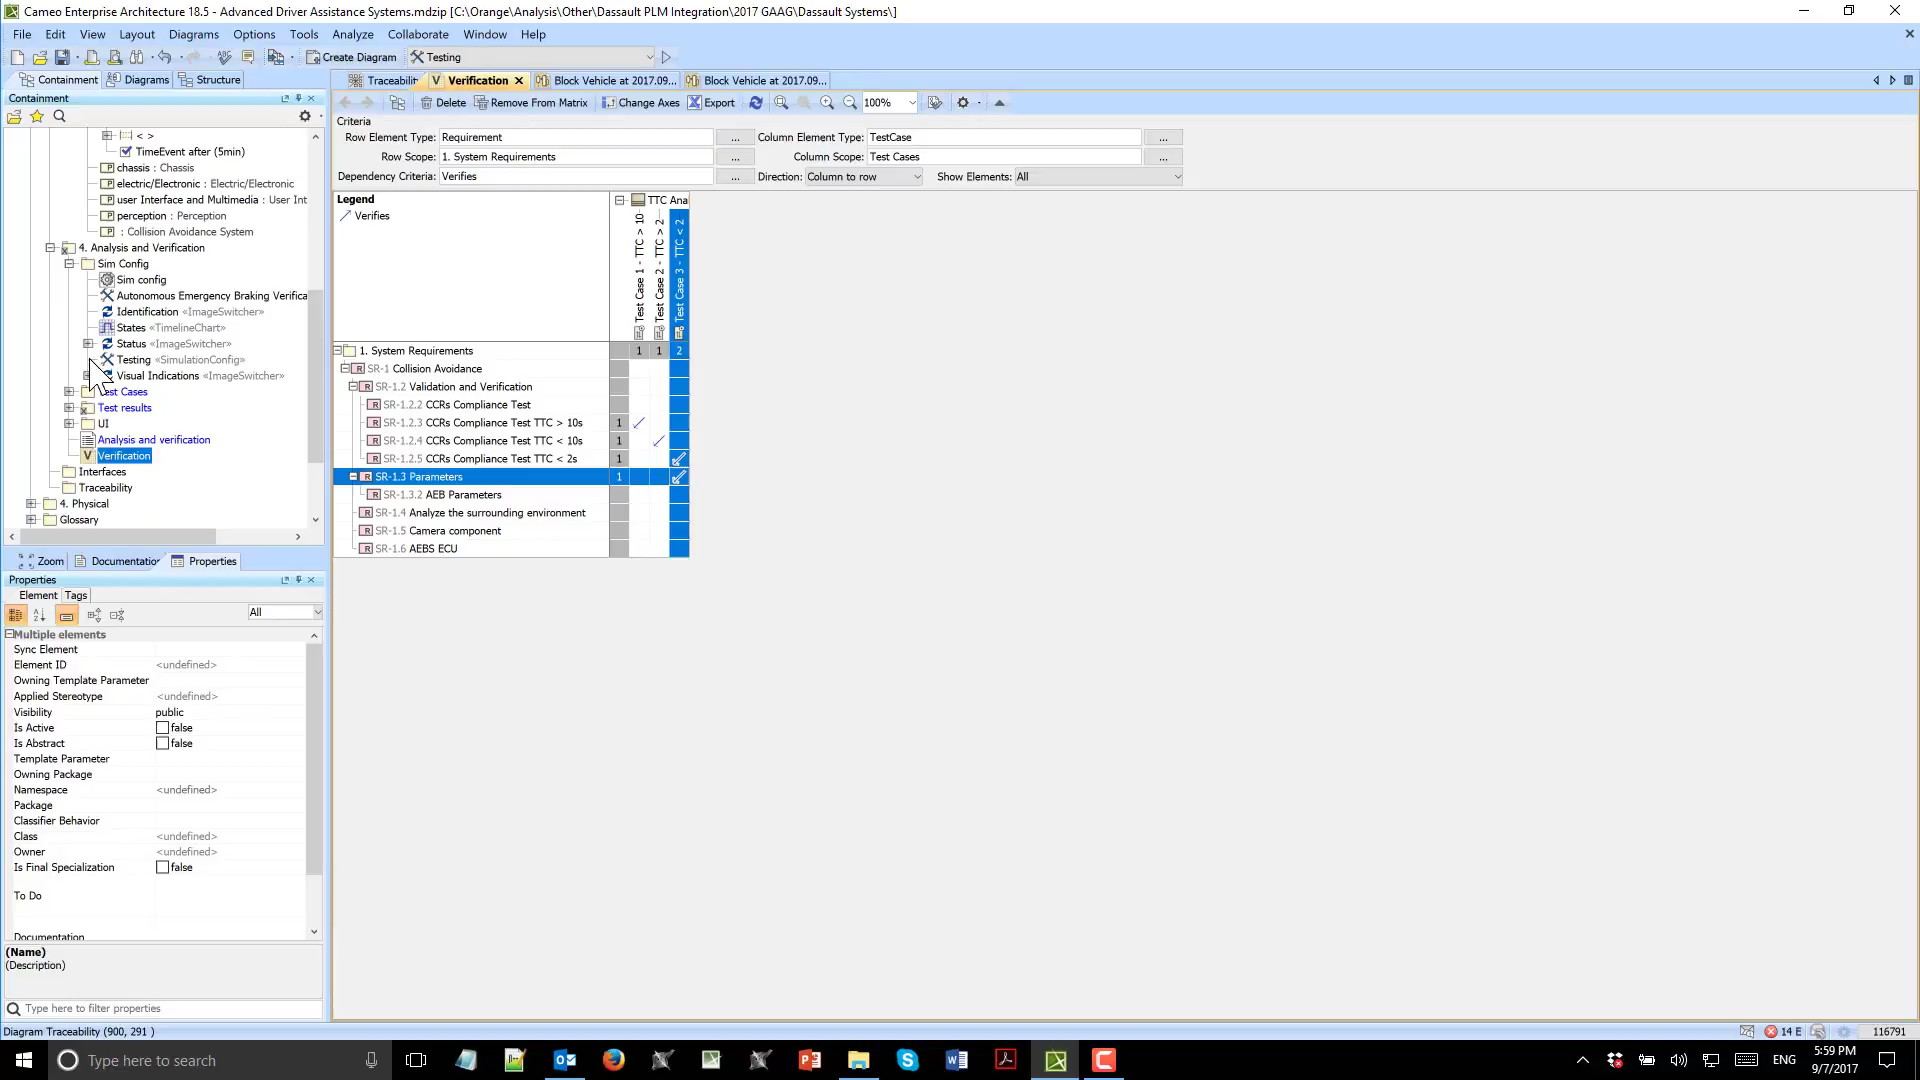 Cameo Enterprise Architecture 18.5 - Advanced Driver Assistance Systems.mdzip [C:\Orange\Analysis\Other\Dassault PLM Integration\2017 GAAG\Dassault Systems\]
File Edit View Layout Diagrams Options Tools Analyze Collaborate Window Help
Create Diagram Testing
Containment Diagrams Structure
Traceability Verification Block Vehicle at 2017.09... Block Vehicle at 2017.09...
Containment
Delete Remove From Matrix Change Axes Export 100%
Criteria
Row Element Type: Requirement ... Column Element Type: TestCase ...
Row Scope: 1. System Requirements ... Column Scope: Test Cases ...
Dependency Criteria: Verifies ... Direction: Column to row Show Elements: All
< >
TimeEvent after (5min)
chassis : Chassis
electric/Electronic : Electric/Electronic
user Interface and Multimedia : User Int
perception : Perception
: Collision Avoidance System
4. Analysis and Verification
Sim Config
Sim config
Autonomous Emergency Braking Verifica
Identification «ImageSwitcher»
States «TimelineChart»
Status «ImageSwitcher»
Testing «SimulationConfig»
Visual Indications «ImageSwitcher»
Test Cases
Test results
UI
Analysis and verification
Verification
Interfaces
Traceability
4. Physical
Glossary
Legend
Verifies
TTC Ana
Test Case 1 - TTC > 10
Test Case 2 - TTC > 2
Test Case 3 - TTC < 2
1. System Requirements 1 1 2
SR-1 Collision Avoidance
SR-1.2 Validation and Verification
SR-1.2.2 CCRs Compliance Test
SR-1.2.3 CCRs Compliance Test TTC > 10s 1
SR-1.2.4 CCRs Compliance Test TTC < 10s 1
SR-1.2.5 CCRs Compliance Test TTC < 2s 1
SR-1.3 Parameters 1
SR-1.3.2 AEB Parameters
SR-1.4 Analyze the surrounding environment
SR-1.5 Camera component
SR-1.6 AEBS ECU
Zoom Documentation Properties
Properties
Element Tags
All
Multiple elements
Sync Element
Element ID <undefined>
Owning Template Parameter
Applied Stereotype <undefined>
Visibility public
Is Active false
Is Abstract false
Template Parameter
Owning Package
Namespace <undefined>
Package
Classifier Behavior
Class <undefined>
Owner <undefined>
Is Final Specialization false
To Do
Documentation
(Name)
(Description)
Type here to filter properties
Diagram Traceability (900, 291 ) 14 E 116791
Type here to search ENG 5:59 PM
9/7/2017